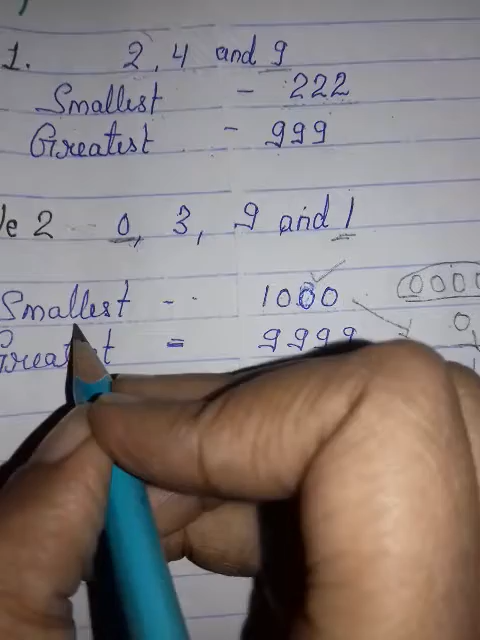 1. 2, 4 and 9
Smallest - 222
Greatest - 999
le 2 0, 3, 9 and 1
Smallest - 1000 0000
0,
= 9999